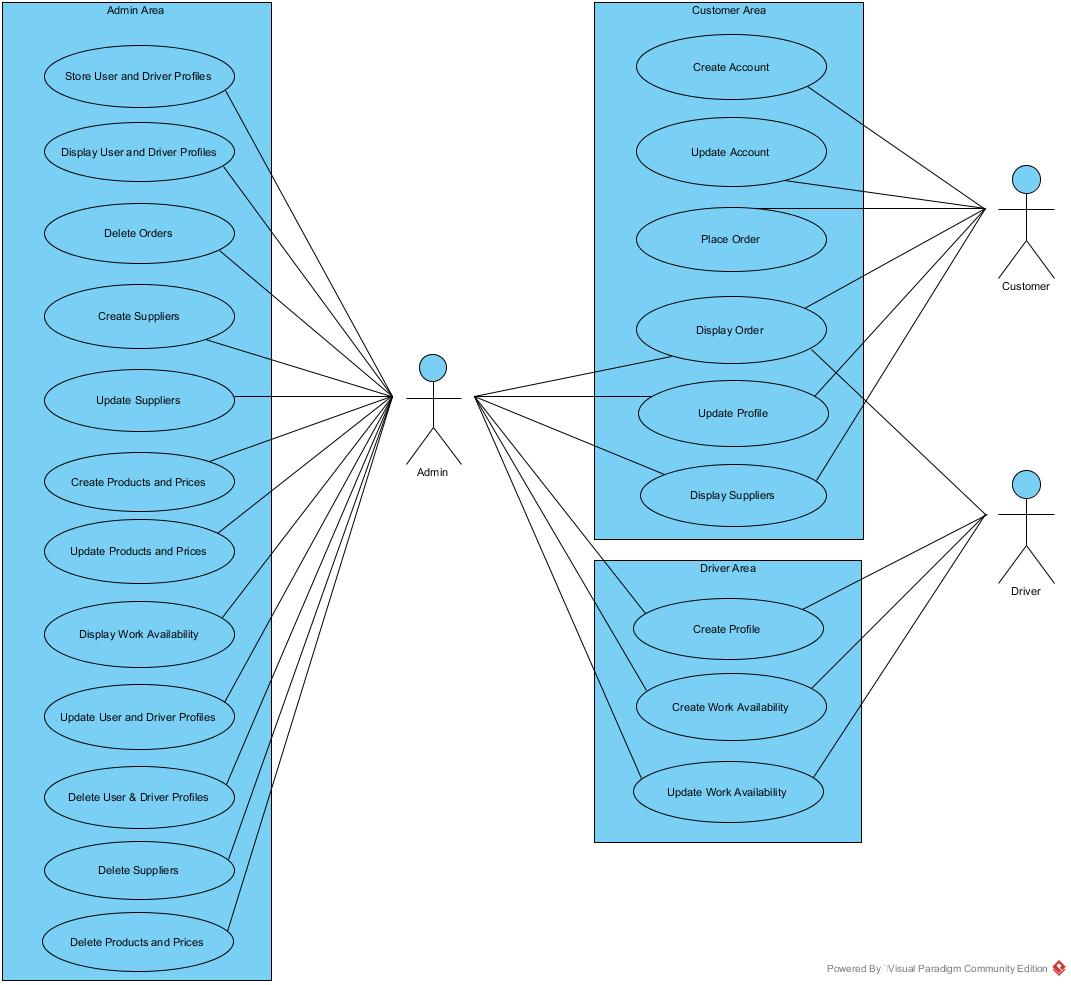 Admin Area
Store User and Driver Profiles
Display User and Driver Profiles
Delete Orders
Create Suppliers
Update Suppliers
Create Products and Prices
Update Products and Prices
Display Work Availability
Update User and Driver Profiles
Delete User & Driver Profiles
Delete Suppliers
Delete Products and Prices
Admin
Customer Area
Create Account
Update Account
Place Order
Display Order
Update Profile
Display Suppliers
Driver Area
Create Profile
Create Work Availability
Update Work Availability
Customer
Driver
Powered By Visual Paradigm Community Edition